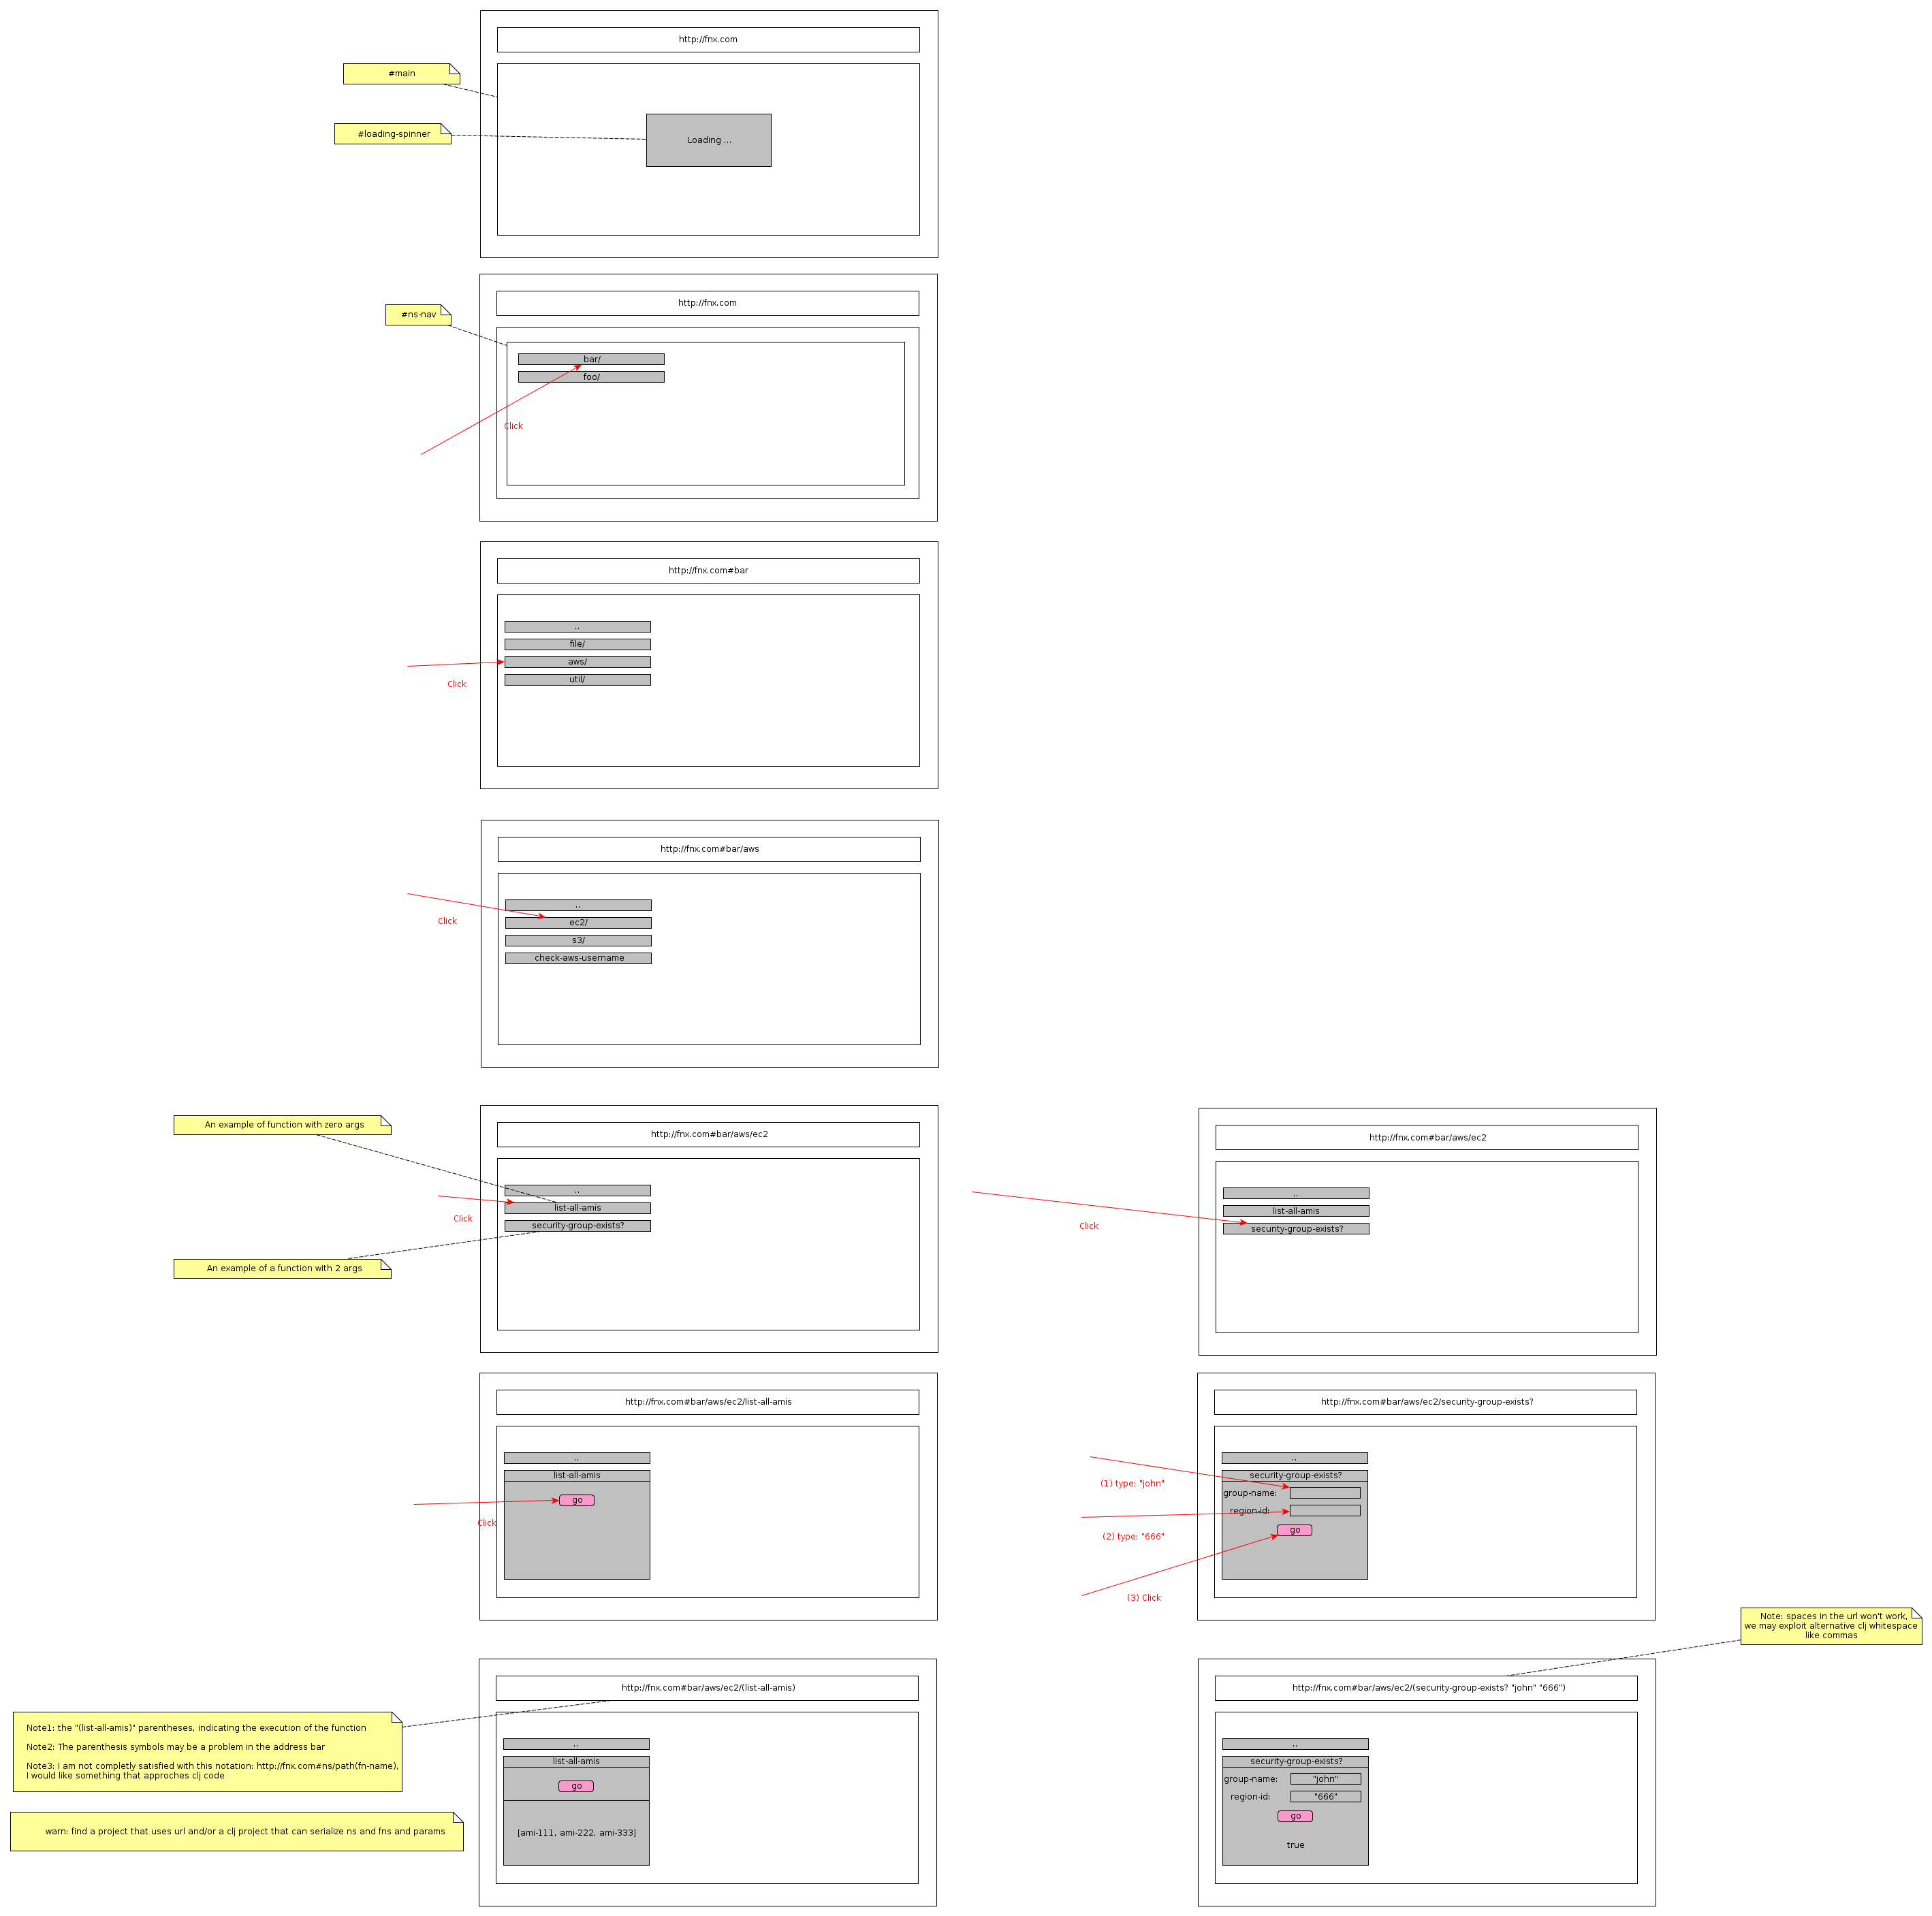 http://fnx.com
#main
#loading-spinner
Loading ...
http://fnx.com
#ns-nav
bar/
foo/
Click
http://fnx.com#bar
..
file/
aws/
util/
Click
http://fnx.com#bar/aws
..
ec2/
s3/
check-aws-username
Click
An example of function with zero args
http://fnx.com#bar/aws/ec2
..
list-all-amis
security-group-exists?
Click
An example of a function with 2 args
http://fnx.com#bar/aws/ec2
..
list-all-amis
security-group-exists?
Click
http://fnx.com#bar/aws/ec2/list-all-amis
..
list-all-amis
go
Click
http://fnx.com#bar/aws/ec2/security-group-exists?
..
security-group-exists?
group-name:
region-id:
go
(1) type: "john"
(2) type: "666"
(3) Click
Note: spaces in the url won't work,
we may exploit alternative clj whitespace
like commas
http://fnx.com#bar/aws/ec2/(list-all-amis)
Note1: the "(list-all-amis)" parentheses, indicating the execution of the function
Note2: The parenthesis symbols may be a problem in the address bar
Note3: I am not completly satisfied with this notation: http://fnx.com#ns/path(fn-name),
I would like something that approches clj code
..
list-all-amis
go
[ami-111, ami-222, ami-333]
warn: find a project that uses url and/or a clj project that can serialize ns and fns and params
http://fnx.com#bar/aws/ec2/(security-group-exists? "john" "666")
..
security-group-exists?
group-name: "john"
region-id: "666"
go
true